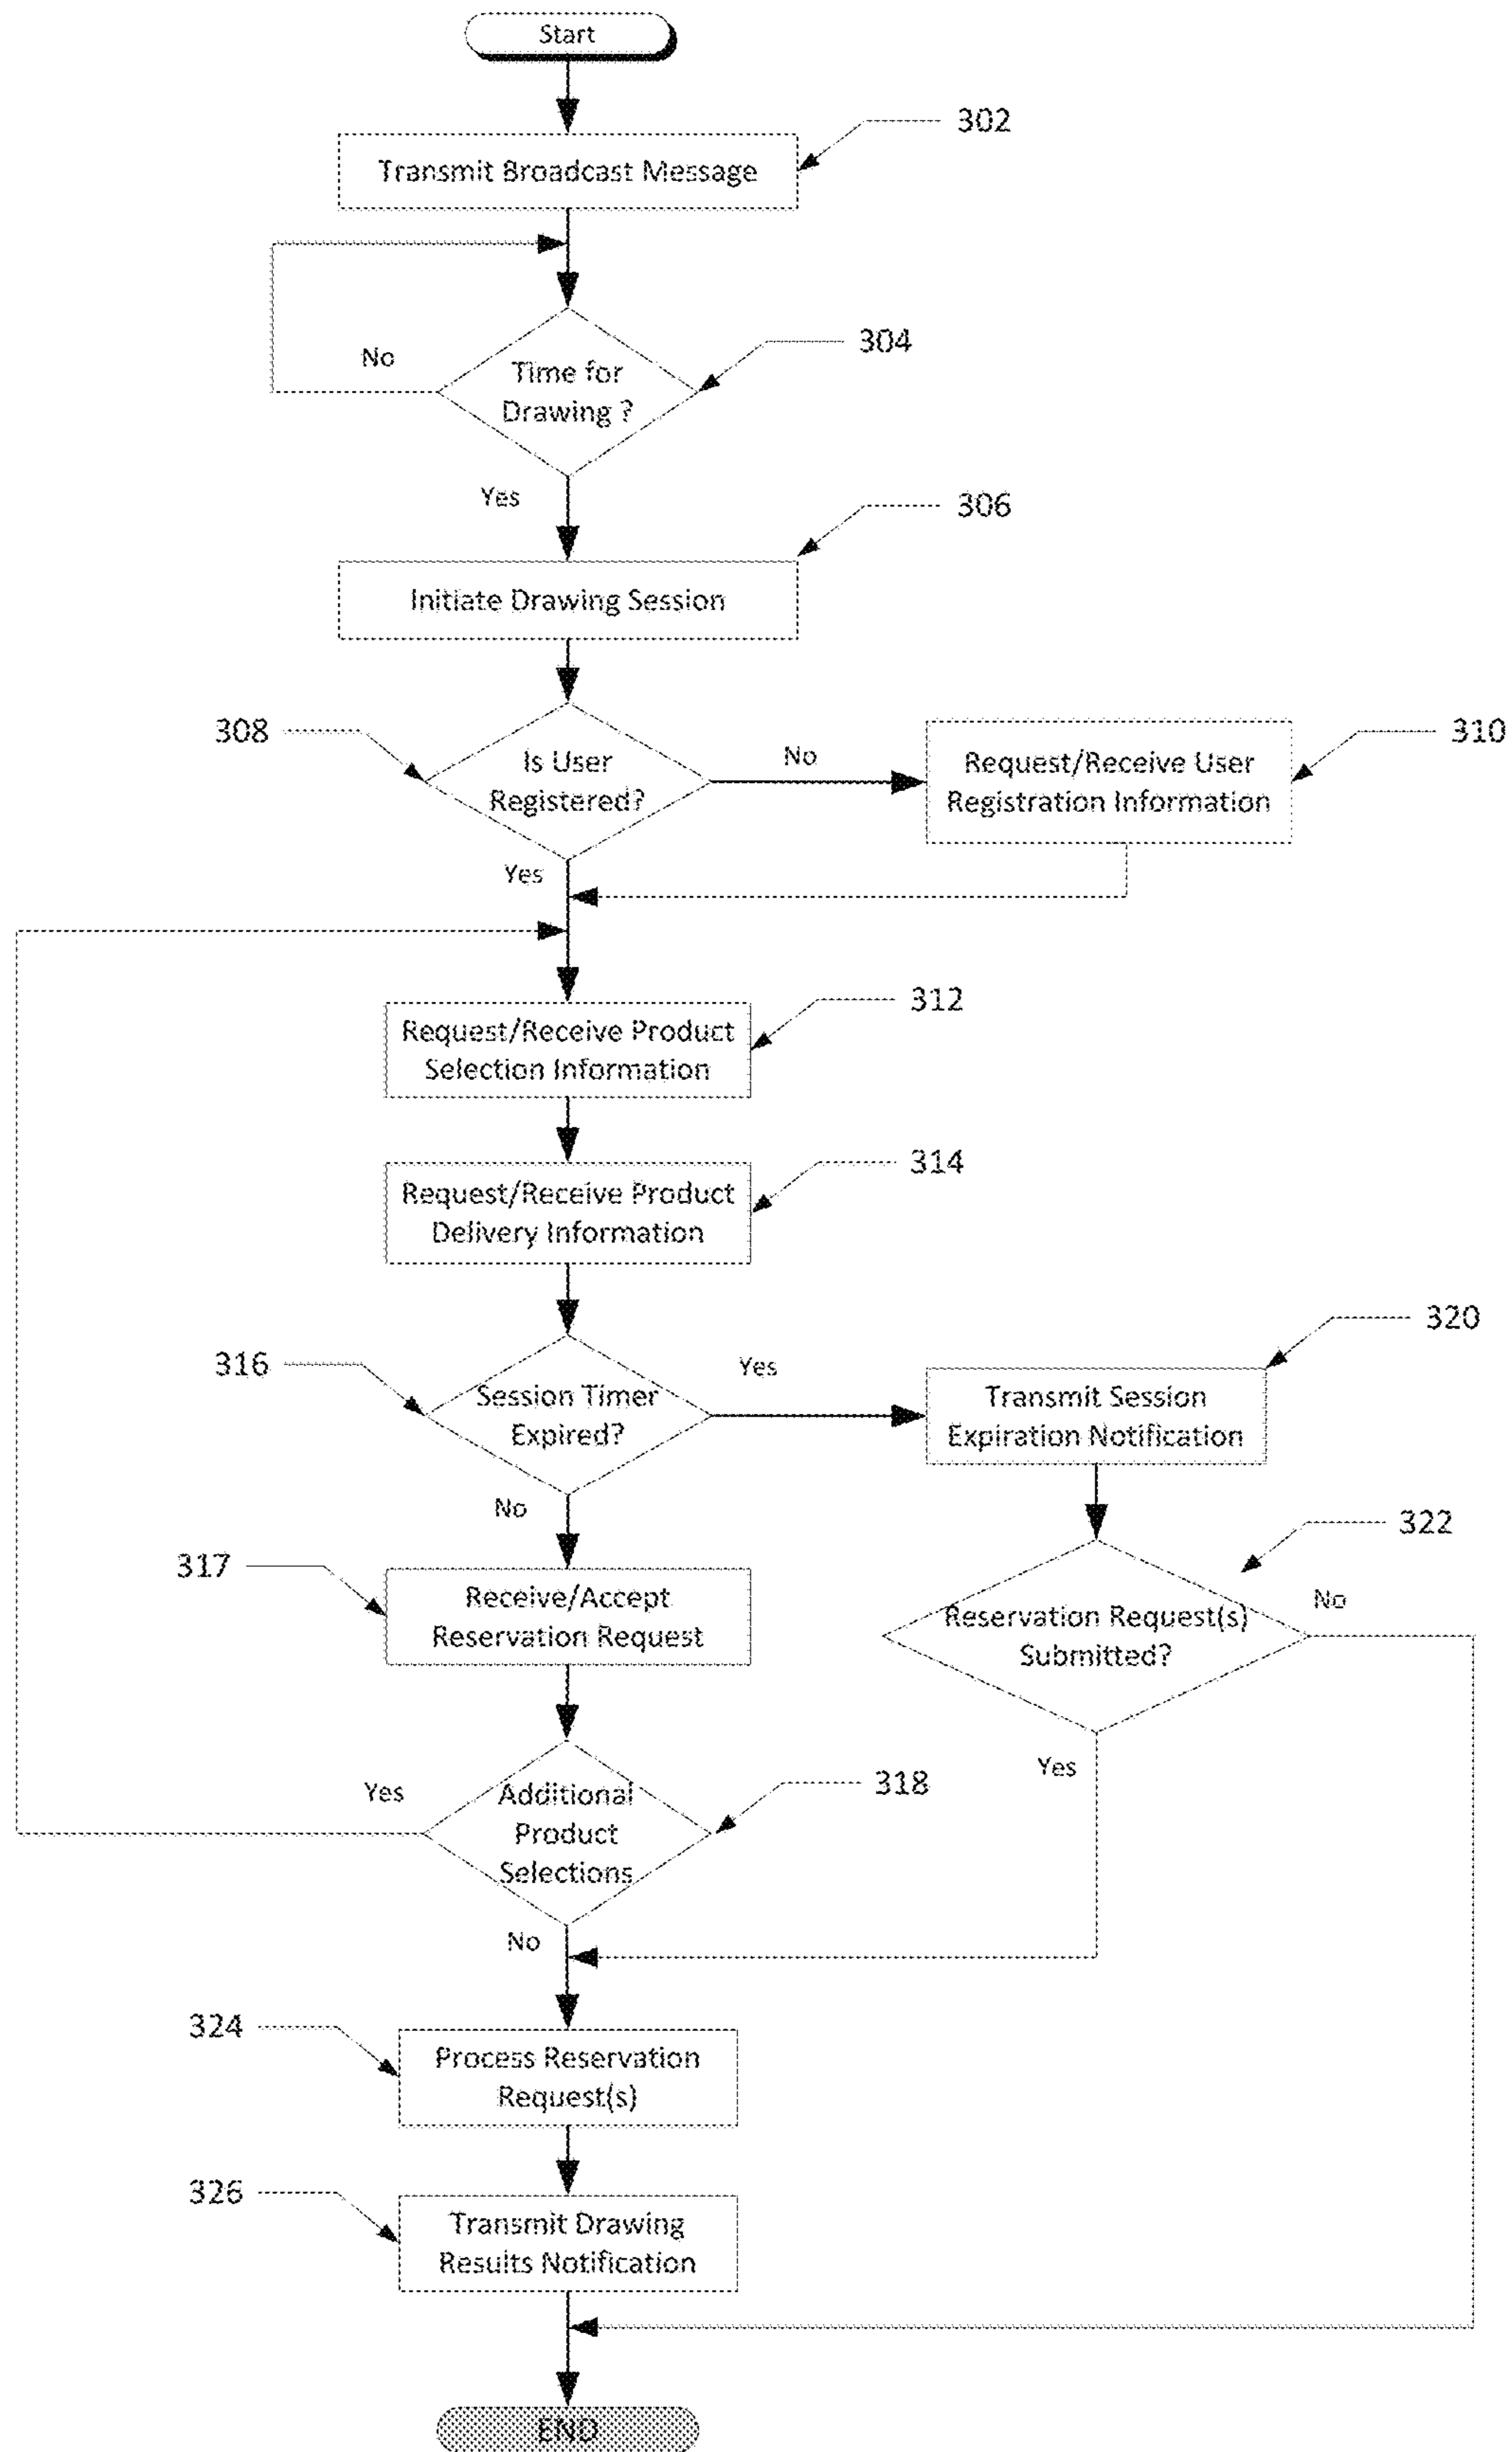 Start
302
Transmit Broadcast Message
304
No
Time for
Drawing ?
Yes
306
Initiate Drawing Session
308
Is User
Registered?
No
310
Request/Receive User
Registration Information
Yes
312
Request/Receive Product
Selection Information
314
Request/Receive Product
Delivery Information
316
Session Timer
Expired?
Yes
320
Transmit Session
Expiration Notification
No
322
317
Receive/Accept
Reservation Request
Reservation Request(s)
Submitted?
No
Yes
Yes
Additional
Product
Selections
318
No
324
Process Reservation
Request(s)
326
Transmit Drawing
Results Notification
END